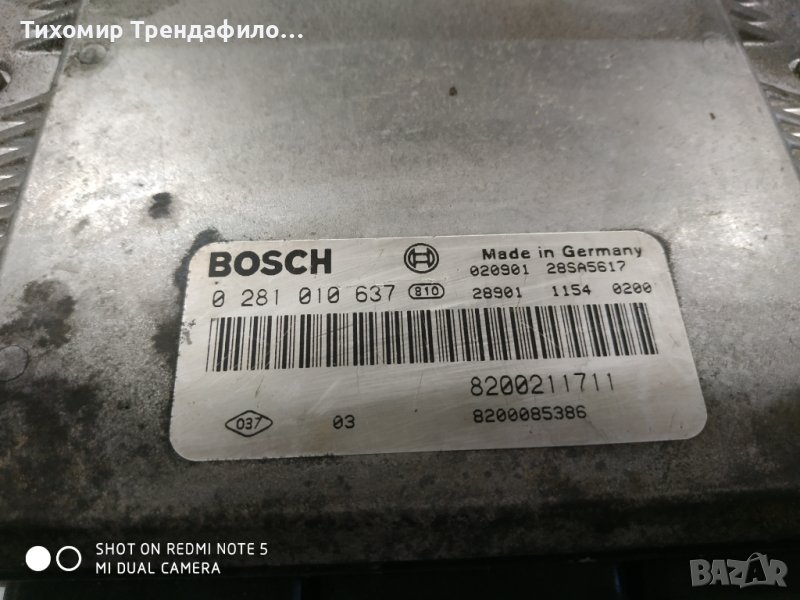 Тихомир Трендафило...
BOSCH
Made in Germany
020901 28SA5617
0 281 010 637 810 28901 1154 0200
8200211711
037 03 8200085386
SHOT ON REDMI NOTE 5
MI DUAL CAMERA
BAZAR